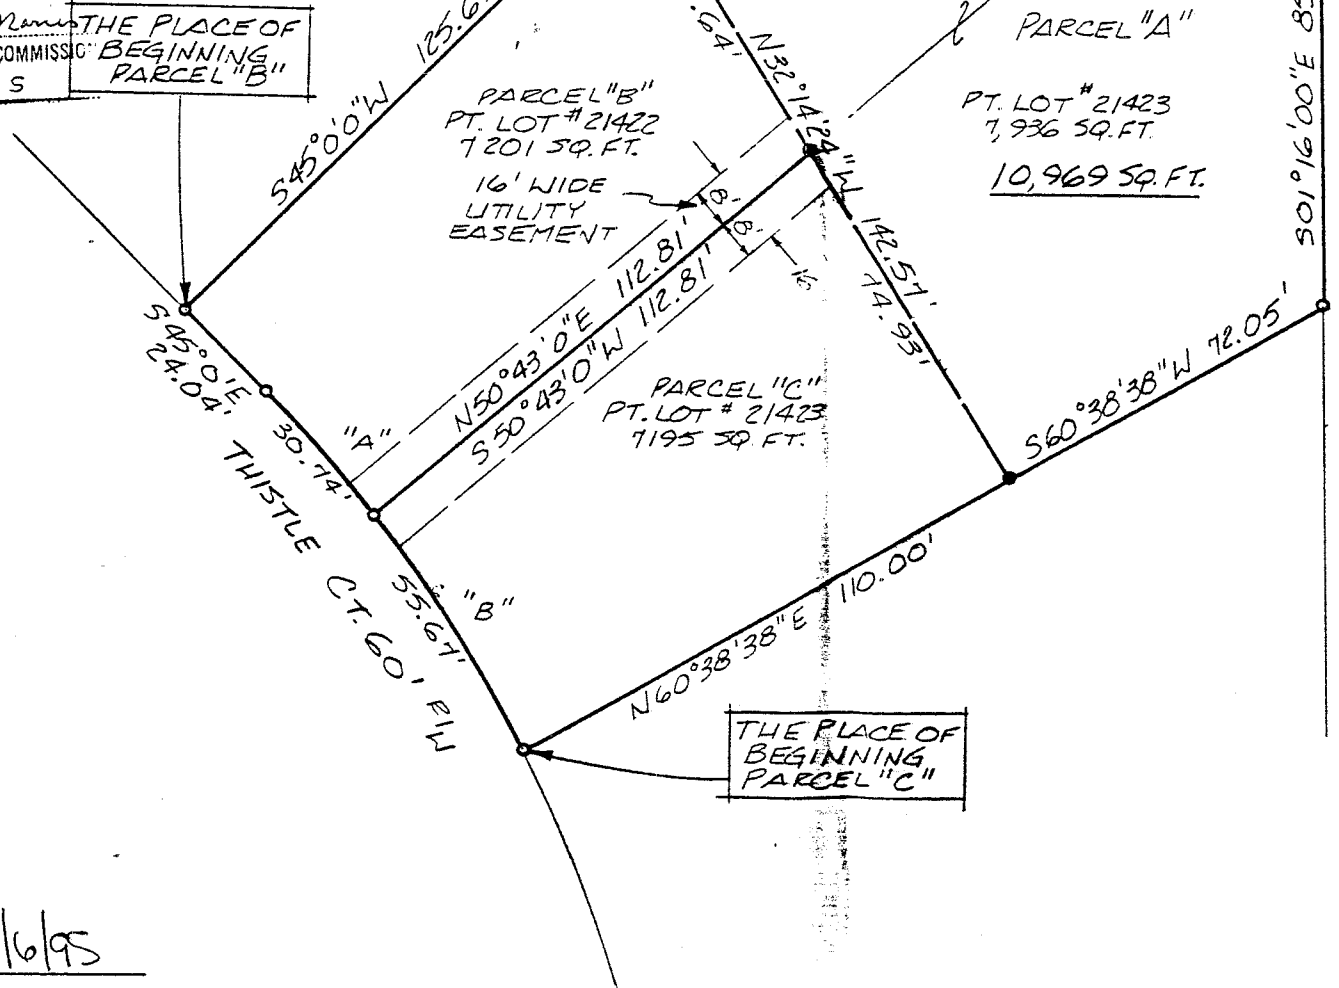 THE PLACE OF
BEGINNING
PARCEL "B"
COMMISSIO
S
S45°0'0"W 125.6
.64'
N32°14'24"W
142.57'
74.93'
PARCEL "A"
PT. LOT #21423
7,936 SQ.FT.
10,969 SQ.FT.
S01°16'00"E 85
PARCEL "B"
PT. LOT #21422
7201 SQ.FT.
16' WIDE
UTILITY
EASEMENT
8'
8'
16
N50°43'0"E 112.81'
S50°43'0"W 112.81'
S45°0'E
24.04'
30.74'
"A"
PARCEL "C"
PT. LOT # 21423
7195 SQ.FT.
S60°38'38"W 72.05'
THISTLE CT. 60' R/W
55.67'
"B"
N60°38'38"E 110.00'
THE PLACE OF
BEGINNING
PARCEL "C"
/6/95